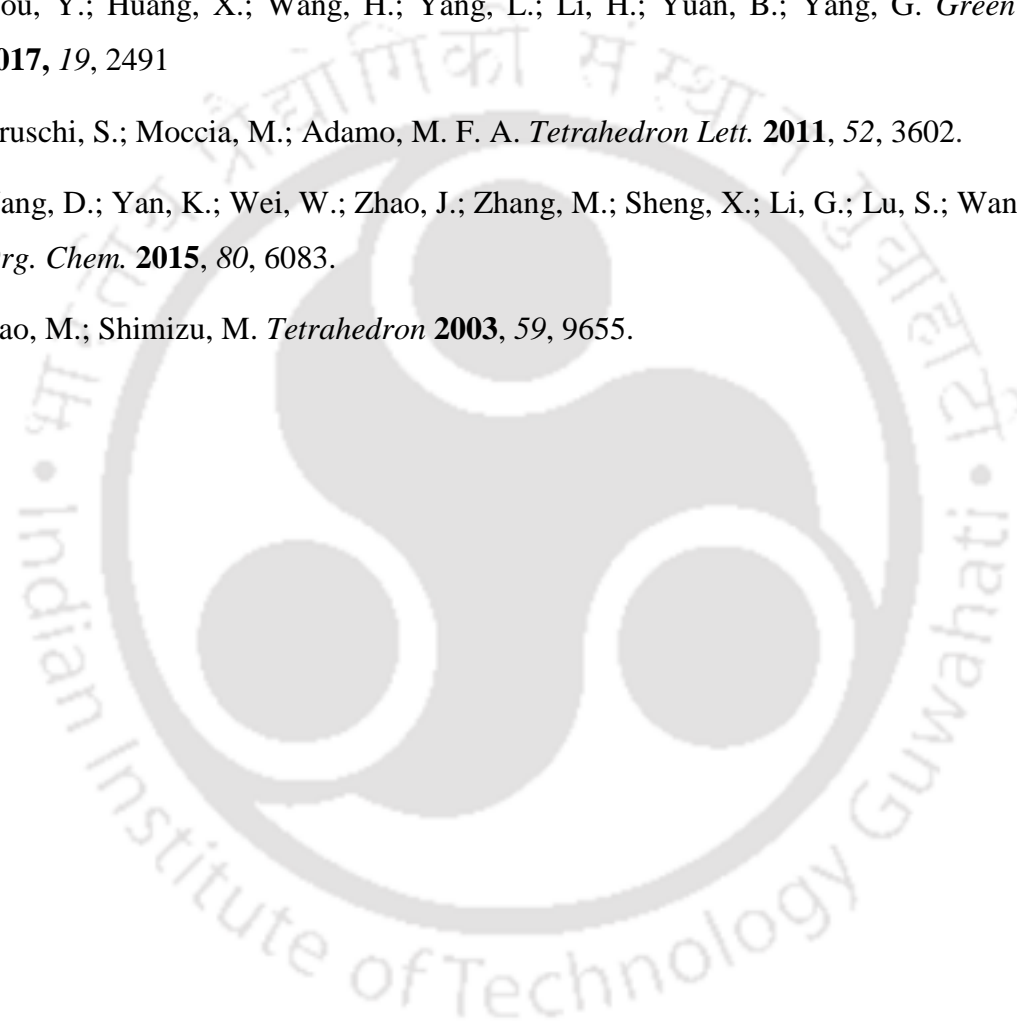 ou, Y.; Huang, X.; Wang, H.; Yang, L.; Li, H.; Yuan, B.; Yang, G. Green
017, 19, 2491
ruschi, S.; Moccia, M.; Adamo, M. F. A. Tetrahedron Lett. 2011, 52, 3602.
ang, D.; Yan, K.; Wei, W.; Zhao, J.; Zhang, M.; Sheng, X.; Li, G.; Lu, S.; Wan
rg. Chem. 2015, 80, 6083.
ao, M.; Shimizu, M. Tetrahedron 2003, 59, 9655.
भारतीय प्रौद्योगिकी संस्थान गुवाहाटी
Indian Institute of Technology Guwahati